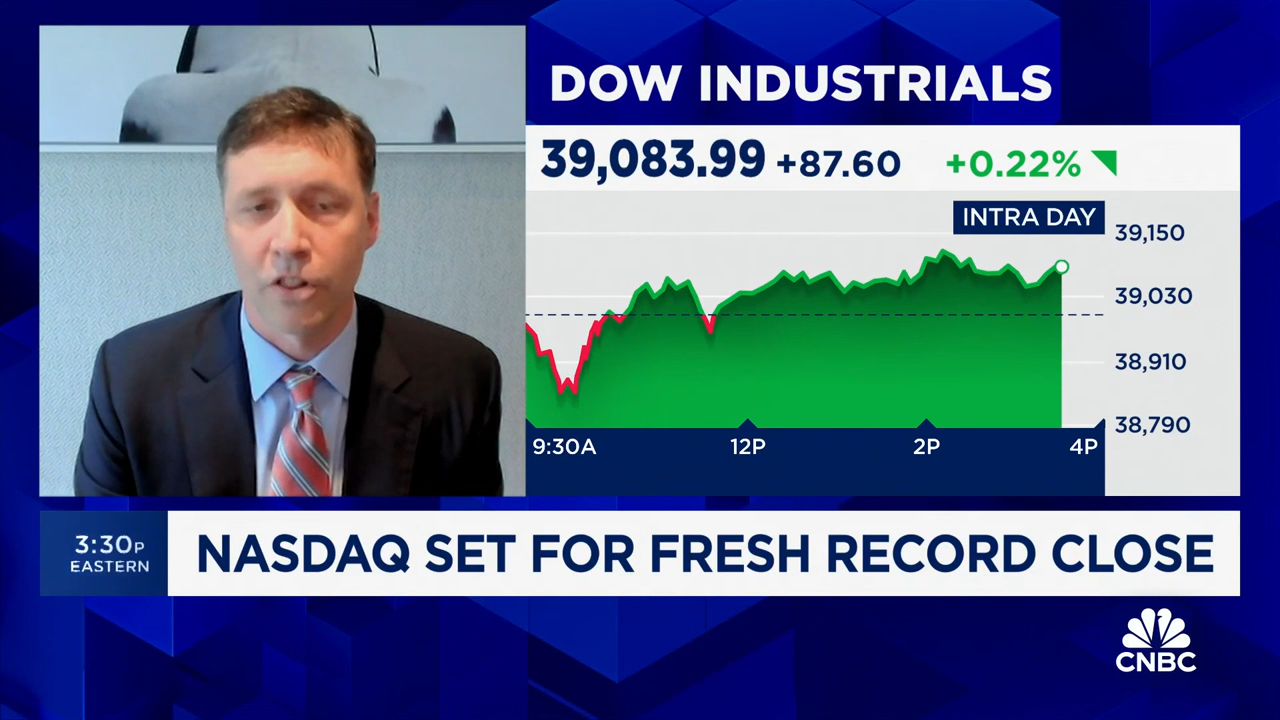 DOW INDUSTRIALS
39,083.99 +87.60 +0.22%
INTRA DAY
39,150
39,030
38,910
38,790
9:30A 12P 2P 4P
3:30P
EASTERN
NASDAQ SET FOR FRESH RECORD CLOSE
CNBC